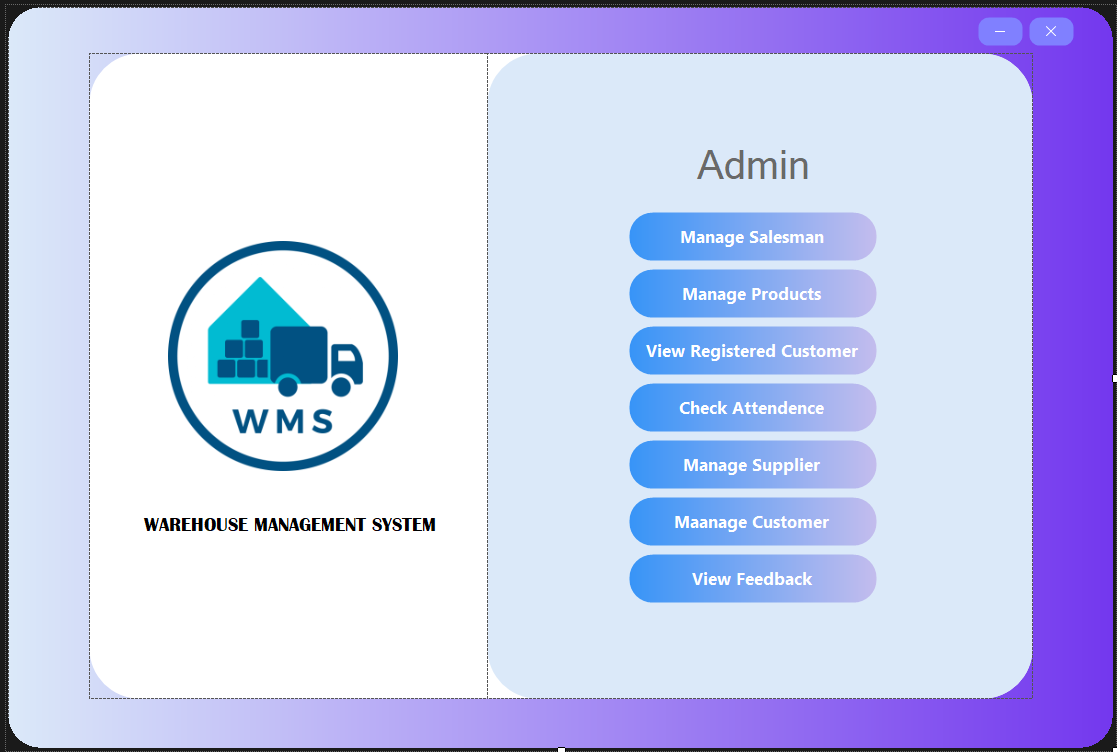 WMS
WAREHOUSE MANAGEMENT SYSTEM
Admin
Manage Salesman
Manage Products
View Registered Customer
Check Attendence
Manage Supplier
Maanage Customer
View Feedback